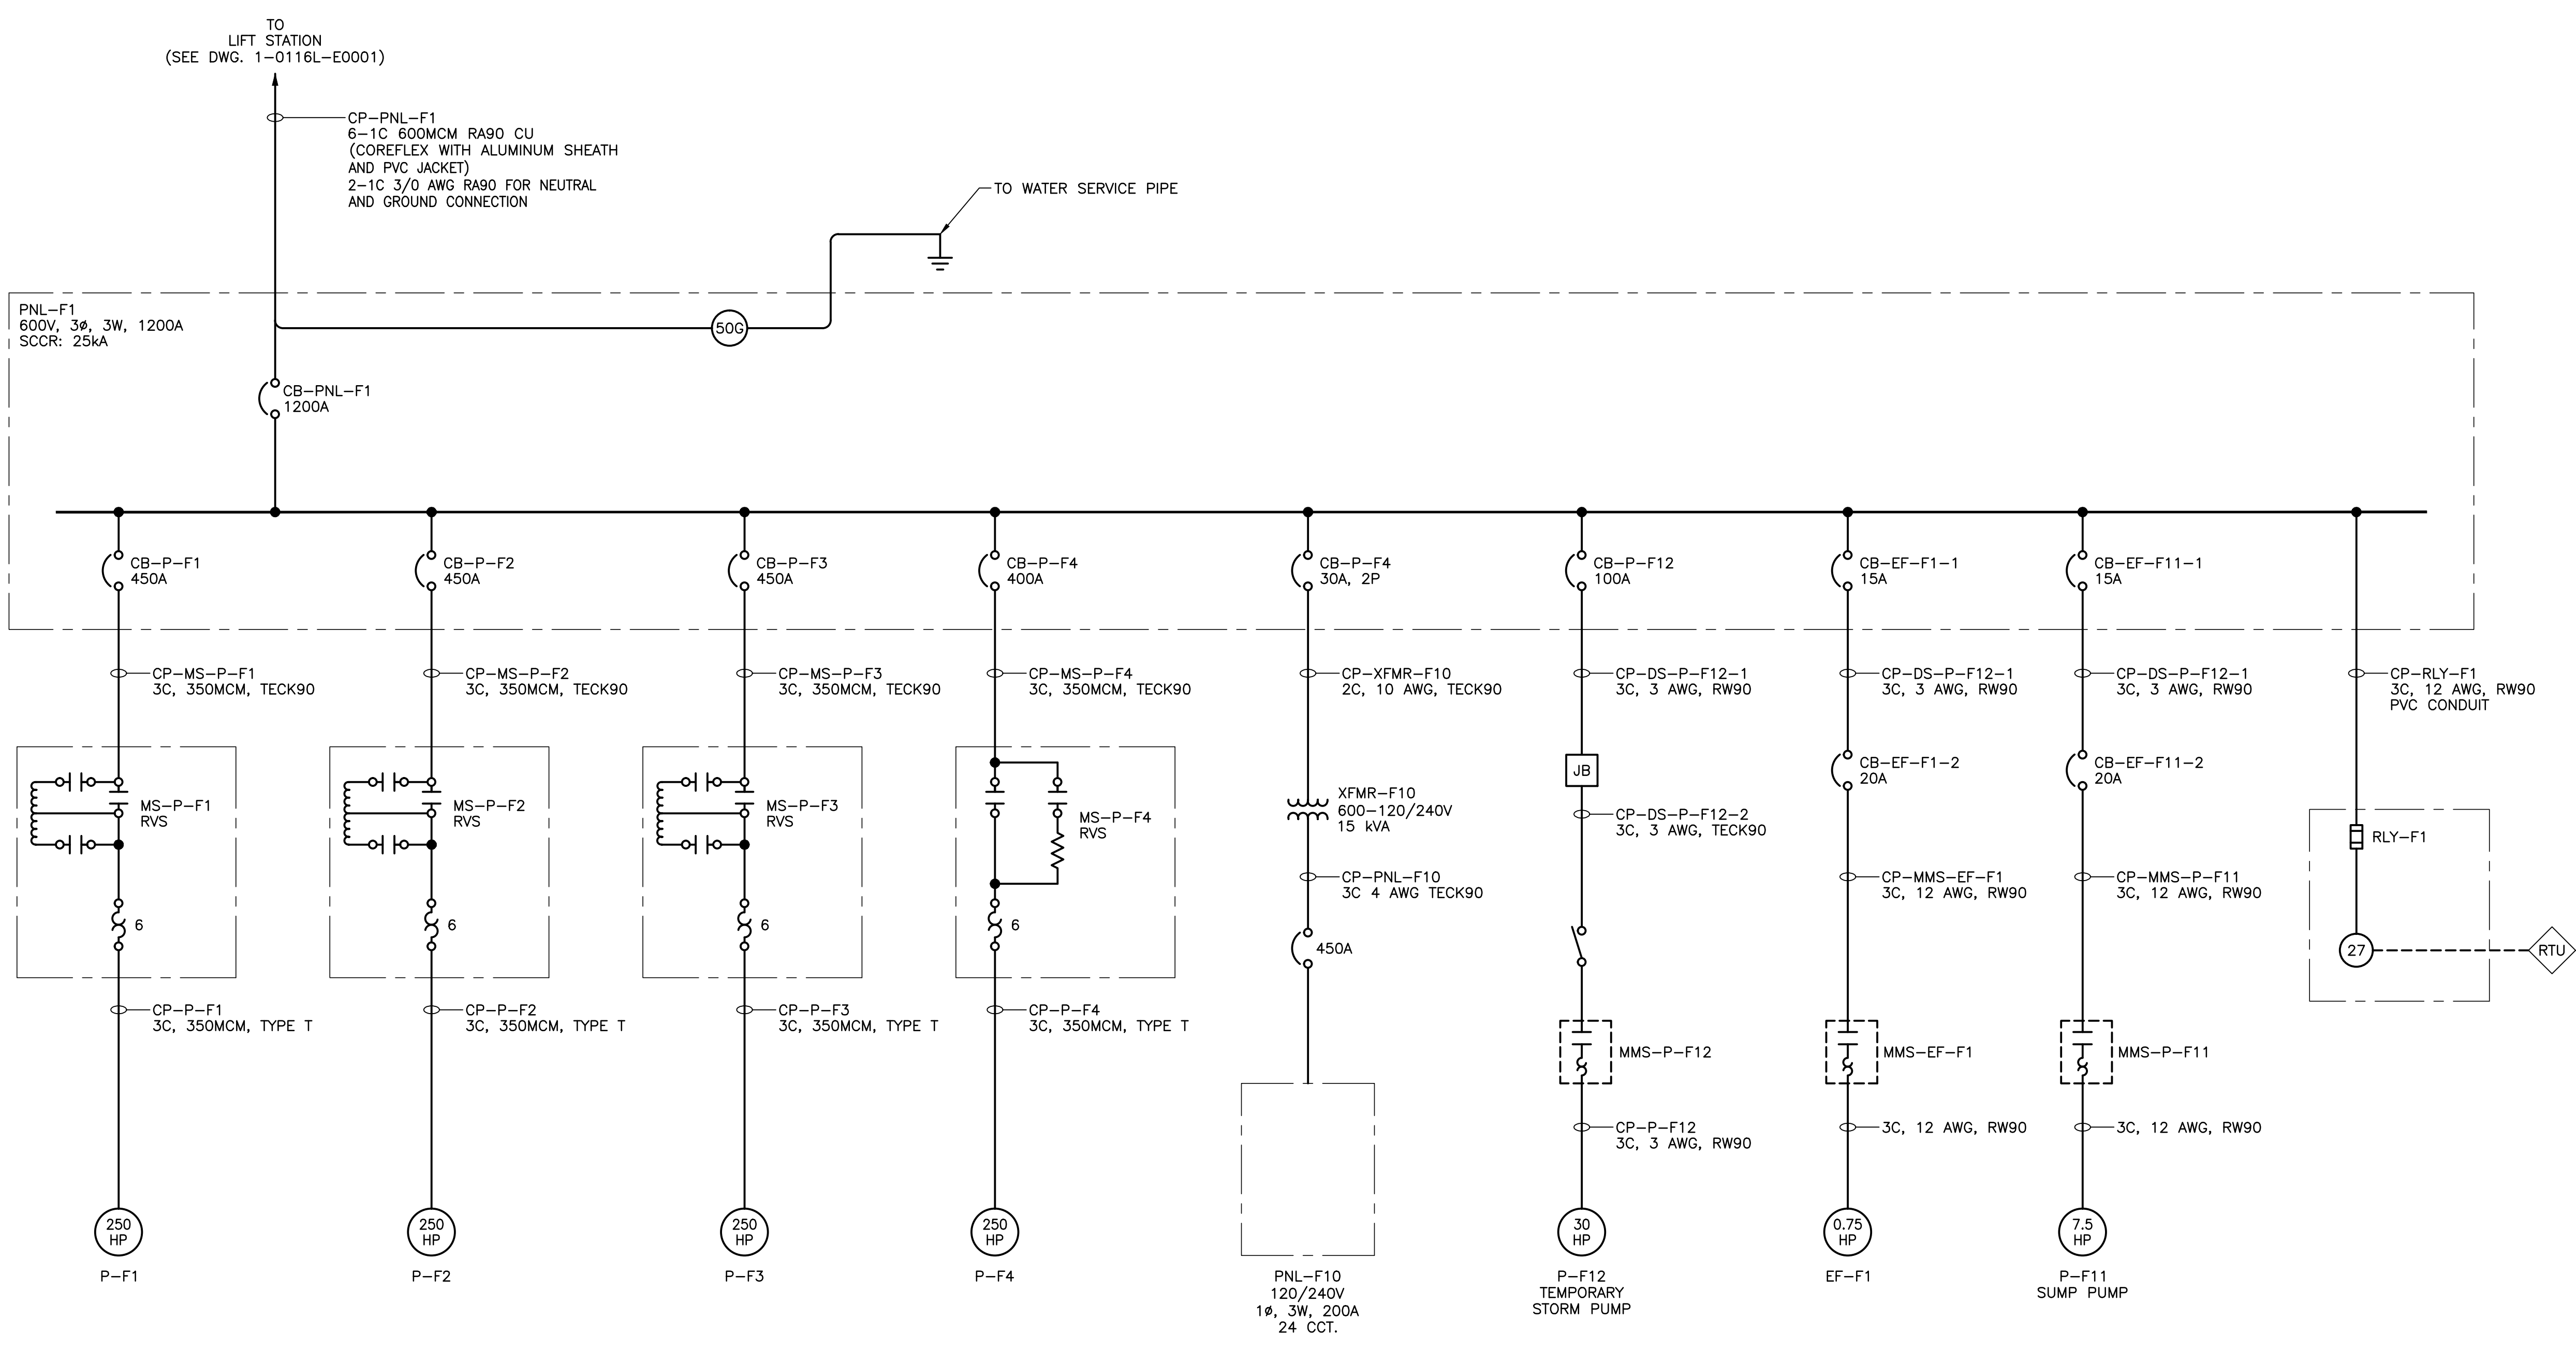 TO
LIFT STATION
(SEE DWG. 1-0116L-E0001)
CP-PNL-F1
6-1C 600MCM RA90 CU
(COREFLEX WITH ALUMINUM SHEATH
AND PVC JACKET)
2-1C 3/0 AWG RA90 FOR NEUTRAL
AND GROUND CONNECTION
TO WATER SERVICE PIPE
PNL-F1
600V, 3ø, 3W, 1200A
SCCR: 25kA
50G
CB-PNL-F1
1200A
CB-P-F1
450A
CB-P-F2
450A
CB-P-F3
450A
CB-P-F4
400A
CB-P-F4
30A, 2P
CB-P-F12
100A
CB-EF-F1-1
15A
CB-EF-F11-1
15A
CP-MS-P-F1
3C, 350MCM, TECK90
CP-MS-P-F2
3C, 350MCM, TECK90
CP-MS-P-F3
3C, 350MCM, TECK90
CP-MS-P-F4
3C, 350MCM, TECK90
CP-XFMR-F10
2C, 10 AWG, TECK90
CP-DS-P-F12-1
3C, 3 AWG, RW90
CP-DS-P-F12-1
3C, 3 AWG, RW90
CP-DS-P-F12-1
3C, 3 AWG, RW90
CP-RLY-F1
3C, 12 AWG, RW90
PVC CONDUIT
MS-P-F1
RVS
MS-P-F2
RVS
MS-P-F3
RVS
MS-P-F4
RVS
XFMR-F10
600-120/240V
15 kVA
JB
CB-EF-F1-2
20A
CB-EF-F11-2
20A
CP-DS-P-F12-2
3C, 3 AWG, TECK90
RLY-F1
CP-PNL-F10
3C 4 AWG TECK90
CP-MMS-EF-F1
3C, 12 AWG, RW90
CP-MMS-P-F11
3C, 12 AWG, RW90
6
6
6
6
450A
27
RTU
CP-P-F1
3C, 350MCM, TYPE T
CP-P-F2
3C, 350MCM, TYPE T
CP-P-F3
3C, 350MCM, TYPE T
CP-P-F4
3C, 350MCM, TYPE T
MMS-P-F12
MMS-EF-F1
MMS-P-F11
CP-P-F12
3C, 3 AWG, RW90
3C, 12 AWG, RW90
3C, 12 AWG, RW90
250
HP
250
HP
250
HP
250
HP
30
HP
0.75
HP
7.5
HP
P-F1
P-F2
P-F3
P-F4
PNL-F10
120/240V
1ø, 3W, 200A
24 CCT.
P-F12
TEMPORARY
STORM PUMP
EF-F1
P-F11
SUMP PUMP